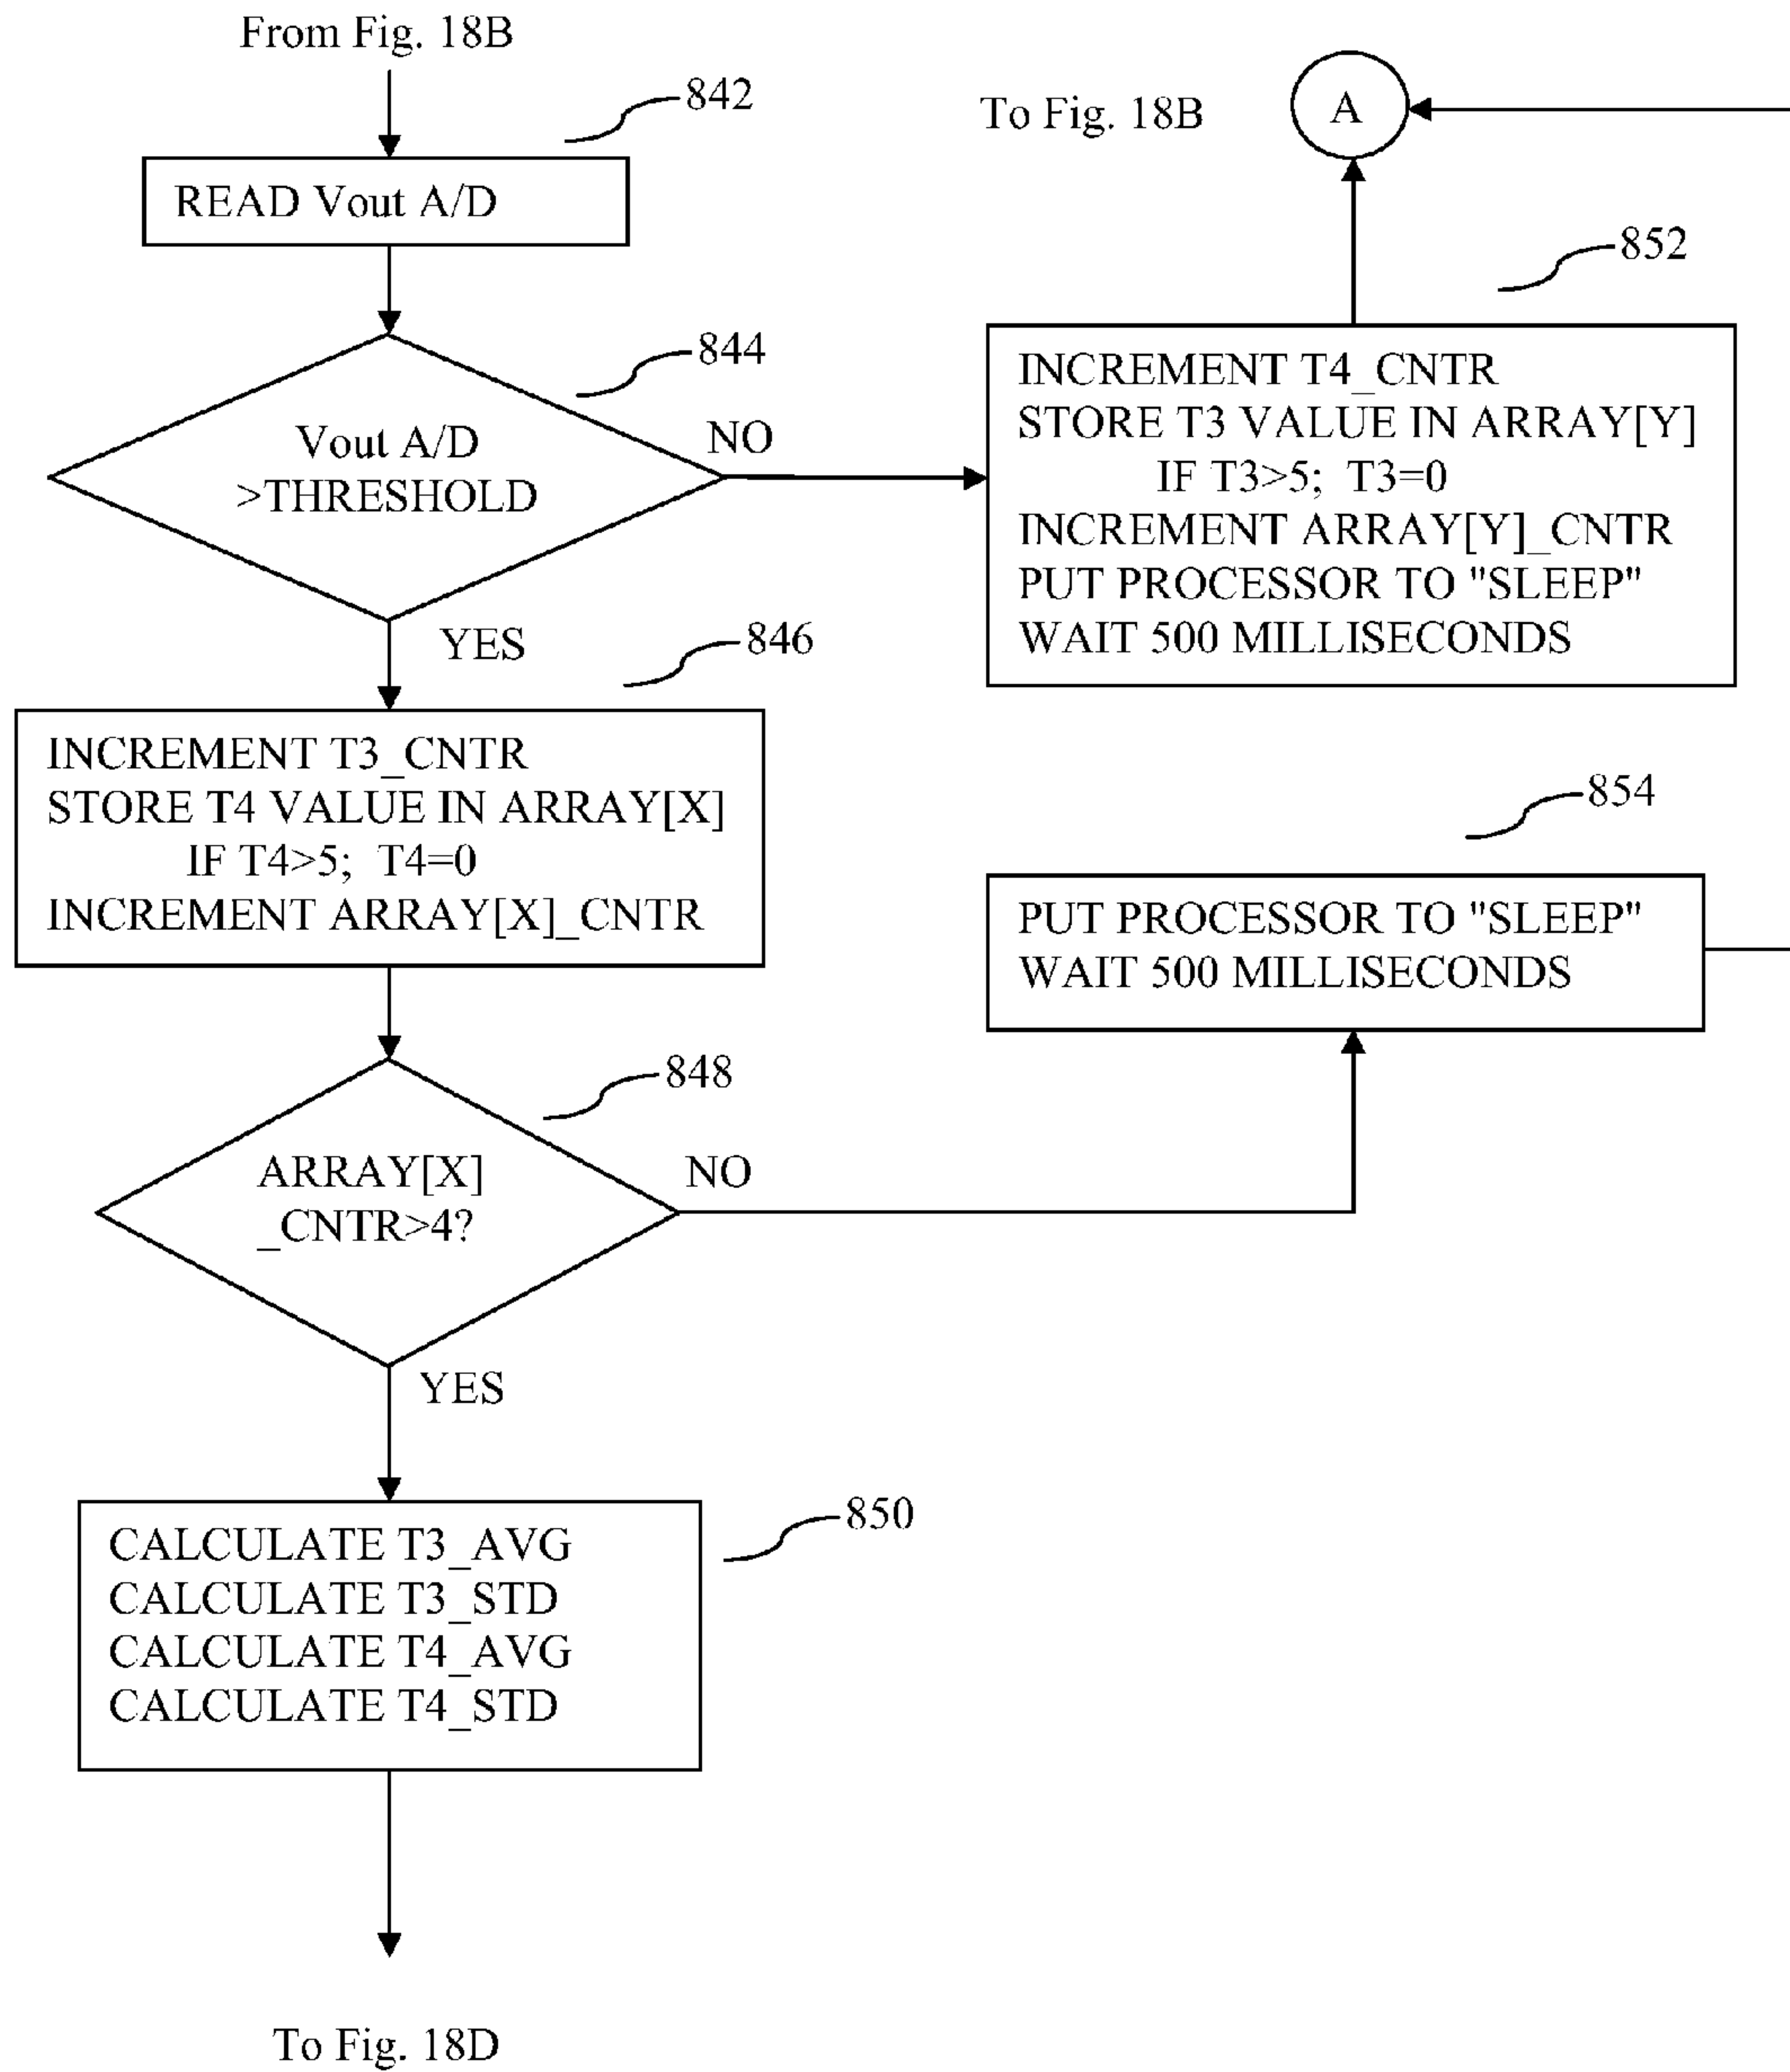 From Fig. 18B
842
READ Vout A/D
844
Vout A/D
>THRESHOLD
NO
YES
To Fig. 18B
A
852
INCREMENT T4_CNTR
STORE T3 VALUE IN ARRAY[Y]
IF T3>5; T3=0
INCREMENT ARRAY[Y]_CNTR
PUT PROCESSOR TO "SLEEP"
WAIT 500 MILLISECONDS
846
INCREMENT T3_CNTR
STORE T4 VALUE IN ARRAY[X]
IF T4>5; T4=0
INCREMENT ARRAY[X]_CNTR
854
PUT PROCESSOR TO "SLEEP"
WAIT 500 MILLISECONDS
848
ARRAY[X]
_CNTR>4?
NO
YES
850
CALCULATE T3_AVG
CALCULATE T3_STD
CALCULATE T4_AVG
CALCULATE T4_STD
To Fig. 18D